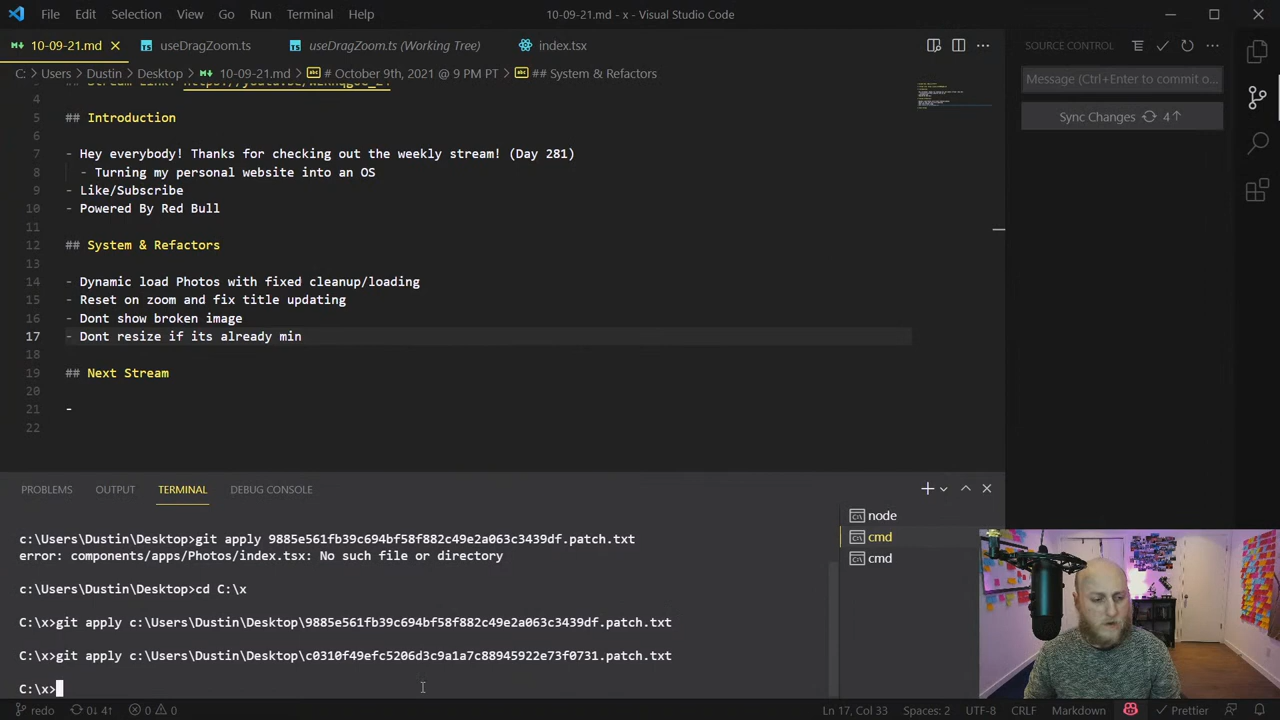 File Edit Selection View Go Run Terminal Help
10-09-21.md - x - Visual Studio Code
10-09-21.md
useDragZoom.ts
useDragZoom.ts (Working Tree)
index.tsx
SOURCE CONTROL
C: > Users > Dustin > Desktop > 10-09-21.md > # October 9th, 2021 @ 9 PM PT > ## System & Refactors
Message (Ctrl+Enter to commit o...
Sync Changes 4↑
4
5 ## Introduction
6
7 - Hey everybody! Thanks for checking out the weekly stream! (Day 281)
8 - Turning my personal website into an OS
9 - Like/Subscribe
10 - Powered By Red Bull
11
12 ## System & Refactors
13
14 - Dynamic load Photos with fixed cleanup/loading
15 - Reset on zoom and fix title updating
16 - Dont show broken image
17 - Dont resize if its already min
18
19 ## Next Stream
20
21 -
22
PROBLEMS OUTPUT TERMINAL DEBUG CONSOLE
node
cmd
cmd
c:\Users\Dustin\Desktop>git apply 9885e561fb39c694bf58f882c49e2a063c3439df.patch.txt
error: components/apps/Photos/index.tsx: No such file or directory
c:\Users\Dustin\Desktop>cd C:\x
C:\x>git apply c:\Users\Dustin\Desktop\9885e561fb39c694bf58f882c49e2a063c3439df.patch.txt
C:\x>git apply c:\Users\Dustin\Desktop\c0310f49efc5206d3c9a1a7c88945922e73f0731.patch.txt
C:\x>
redo 0↓ 4↑ 0 0
Ln 17, Col 33 Spaces: 2 UTF-8 CRLF Markdown Prettier